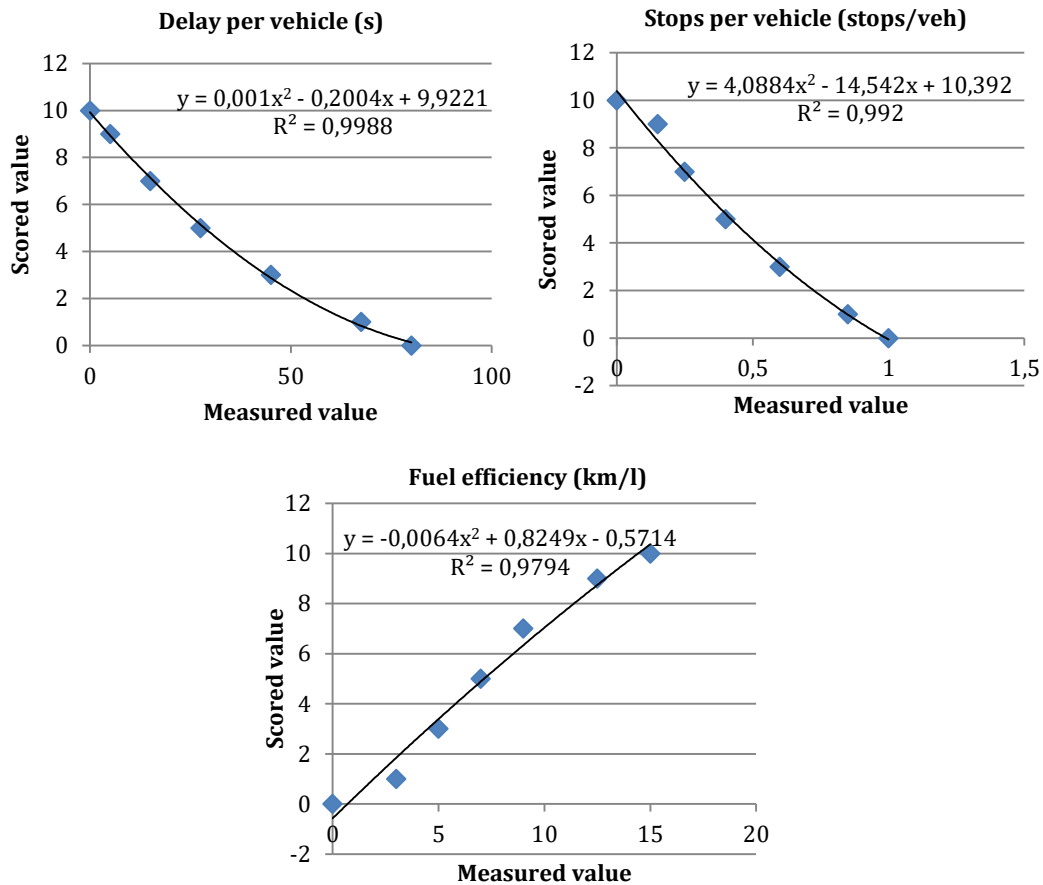 Delay per vehicle (s)
12
10
8
6
4
2
0
y = 0,001x² - 0,2004x + 9,9221
R² = 0,9988
0 50 100
Scored value
Measured value
Stops per vehicle (stops/veh)
12
10
8
6
4
2
0
-2
y = 4,0884x² - 14,542x + 10,392
R² = 0,992
0 0,5 1 1,5
Scored value
Measured value
Fuel efficiency (km/l)
12
10
8
6
4
2
0
-2
y = -0,0064x² + 0,8249x - 0,5714
R² = 0,9794
0 5 10 15 20
Scored value
Measured value